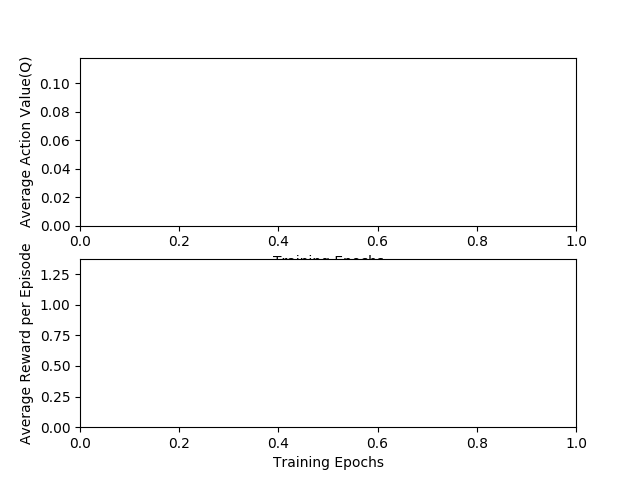 Average Action Value(Q)
0.10
0.08
0.06
0.04
0.02
0.00
0.0 0.2 0.4 0.6 0.8 1.0
Training Epochs
Average Reward per Episode
1.25
1.00
0.75
0.50
0.25
0.00
0.0 0.2 0.4 0.6 0.8 1.0
Training Epochs